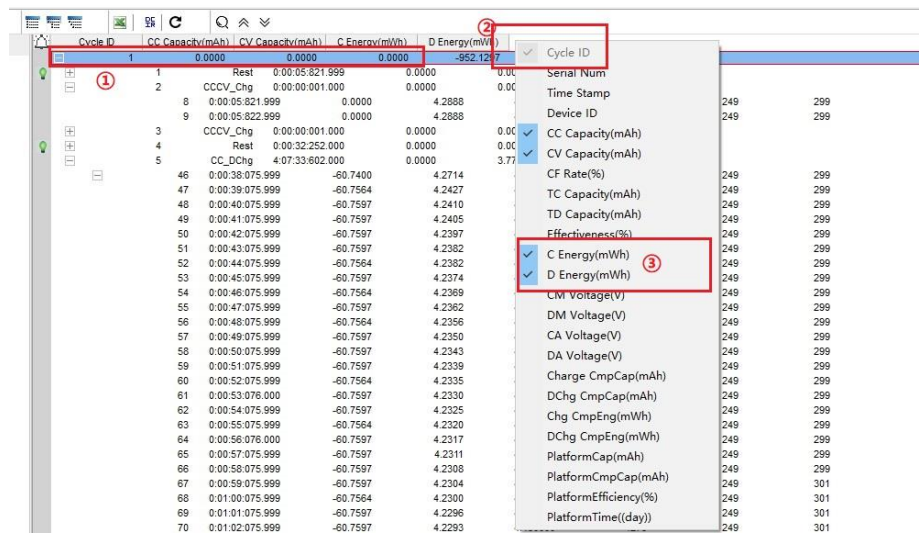 ②
Cycle ID CC Capacity(mAh) CV Capacity(mAh) C Energy(mWh) D Energy(mWh)
1 0.0000 0.0000 0.0000 -952.1297
①
1 Rest 0:00:05:821.999 0.0000 0.00
2 CCCV_Chg 0:00:00:001.000 0.0000 0.00
8 0:00:05:821.999 0.0000 4.2888 249 299
9 0:00:05:822.999 0.0000 4.2888 249 299
3 CCCV_Chg 0:00:00:001.000 0.0000 0.00
4 Rest 0:00:32:252.000 0.0000 0.00
5 CC_DChg 4:07:33:602.000 0.0000 3.77
46 0:00:38:075.999 -60.7400 4.2714 249 299
47 0:00:39:075.999 -60.7564 4.2427 249 299
48 0:00:40:075.999 -60.7597 4.2410 249 299
49 0:00:41:075.999 -60.7597 4.2405 249 299
50 0:00:42:075.999 -60.7597 4.2397 249 299
51 0:00:43:075.999 -60.7597 4.2382 249 299
52 0:00:44:075.999 -60.7564 4.2382 249 299
53 0:00:45:075.999 -60.7597 4.2374 249 299
54 0:00:46:075.999 -60.7564 4.2369 249 299
55 0:00:47:075.999 -60.7597 4.2362 249 299
56 0:00:48:075.999 -60.7564 4.2356 249 299
57 0:00:49:075.999 -60.7597 4.2350 249 299
58 0:00:50:075.999 -60.7597 4.2343 249 299
59 0:00:51:075.999 -60.7597 4.2339 249 299
60 0:00:52:075.999 -60.7564 4.2335 249 299
61 0:00:53:076.000 -60.7597 4.2330 249 299
62 0:00:54:075.999 -60.7597 4.2325 249 299
63 0:00:55:075.999 -60.7564 4.2320 249 299
64 0:00:56:076.000 -60.7597 4.2317 249 299
65 0:00:57:075.999 -60.7597 4.2311 249 299
66 0:00:58:075.999 -60.7597 4.2308 249 299
67 0:00:59:075.999 -60.7597 4.2304 249 301
68 0:01:00:075.999 -60.7564 4.2300 249 301
69 0:01:01:075.999 -60.7597 4.2296 249 301
70 0:01:02:075.999 -60.7597 4.2293 249 301
Cycle ID
Serial Num
Time Stamp
Device ID
CC Capacity(mAh)
CV Capacity(mAh)
CF Rate(%)
TC Capacity(mAh)
TD Capacity(mAh)
Effectiveness(%)
C Energy(mWh)
③
D Energy(mWh)
CM Voltage(V)
DM Voltage(V)
CA Voltage(V)
DA Voltage(V)
Charge CmpCap(mAh)
DChg CmpCap(mAh)
Chg CmpEng(mWh)
DChg CmpEng(mWh)
PlatformCap(mAh)
PlatformCmpCap(mAh)
PlatformEfficiency(%)
PlatformTime((day))